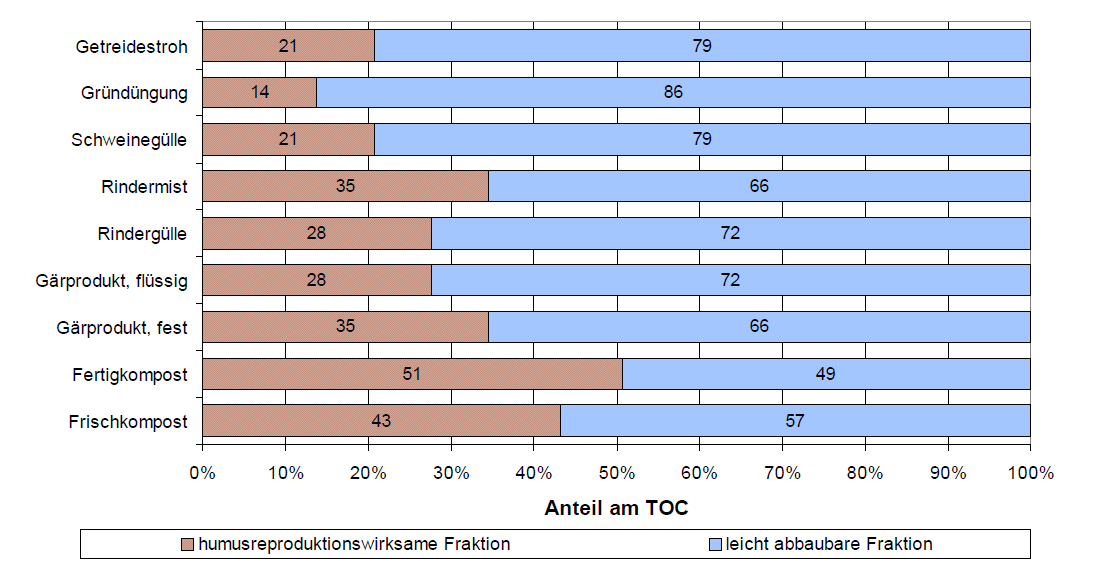 Getreidestroh 21 79
Gründüngung 14 86
Schweinegülle 21 79
Rindermist 35 66
Rindergülle 28 72
Gärprodukt, flüssig 28 72
Gärprodukt, fest 35 66
Fertigkompost 51 49
Frischkompost 43 57
0% 10% 20% 30% 40% 50% 60% 70% 80% 90% 100%
Anteil am TOC
humusreproduktionswirksame Fraktion leicht abbaubare Fraktion